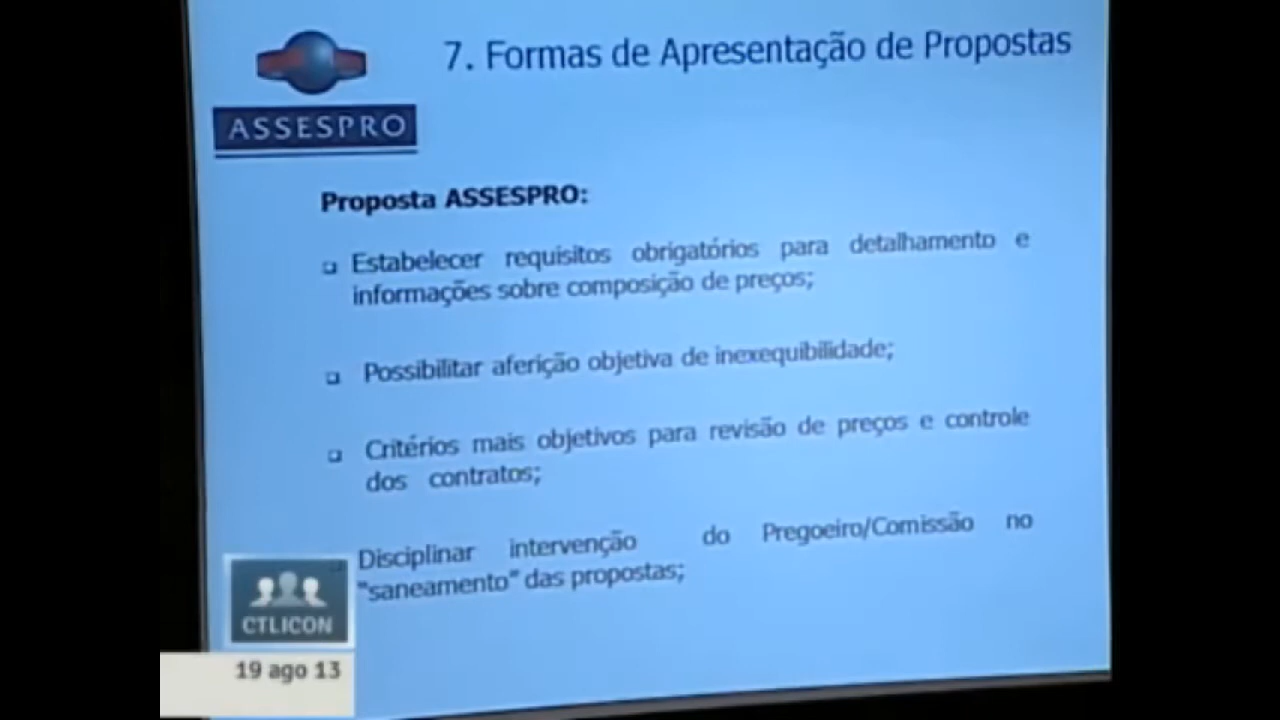 7. Formas de Apresentação de Propostas
ASSESPRO
Proposta ASSESPRO:
Estabelecer requisitos obrigatórios para detalhamento e
informações sobre composição de preços;
Possibilitar aferição objetiva de inexequibilidade;
Critérios mais objetivos para revisão de preços e controle
dos contratos;
Disciplinar intervenção do Pregoeiro/Comissão no
"saneamento" das propostas;
CTLICON
19 ago 13